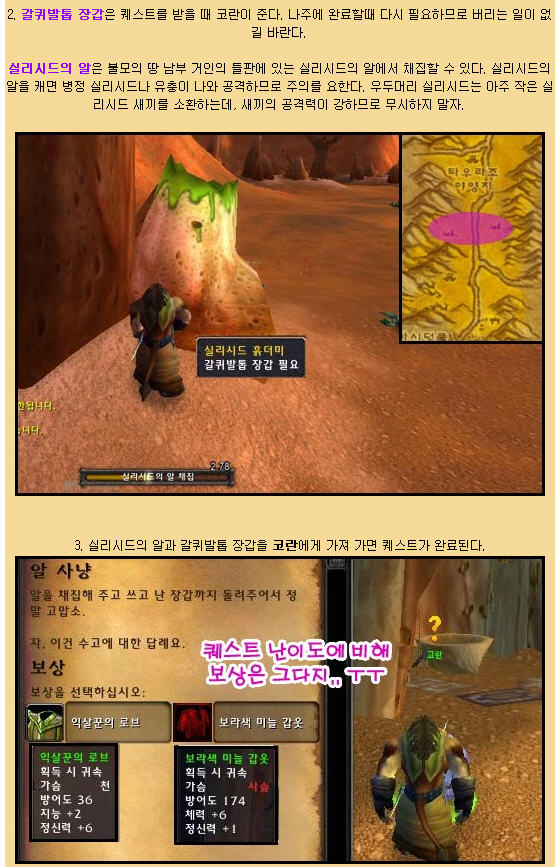 2. 갈퀴발톱 장갑은 퀘스트를 받을 때 코란이 준다. 나주에 완료할때 다시 필요하므로 버리는 일이 없
길 바란다.
실리시드의 알은 불모의 땅 남부 거인의 들판에 있는 실리시드의 알에서 채집할 수 있다. 실리시드의
알을 캐면 병정 실리시드나 유충이 나와 공격하므로 주의를 요한다. 우두머리 실리시드는 아주 작은 실
리시드 새끼를 소환하는데, 새끼의 공격력이 강하므로 무시하지 말자.
타우라조
야영지
실리시드 흙더미
갈퀴발톱 장갑 필요
한됩니다.
니다.
2.78
실리시드의 알 채집
3. 실리시드의 알과 갈퀴발톱 장갑을 코란에게 가져 가면 퀘스트가 완료된다.
알 사냥
알을 채집해 주고 쓰고 난 장갑까지 돌려주어서 정
말 고맙소.
자, 이건 수고에 대한 답례요.
보상
보상을 선택하십시오:
퀘스트 난이도에 비해
보상은 그다지.. ㅜㅜ
코란
익살꾼의 로브
보라색 미늘 갑옷
익살꾼의 로브
획득 시 귀속
가슴 천
방어도 36
지능 +2
정신력 +6
보라색 미늘 갑옷
획득 시 귀속
가슴 사슬
방어도 174
체력 +6
정신력 +1